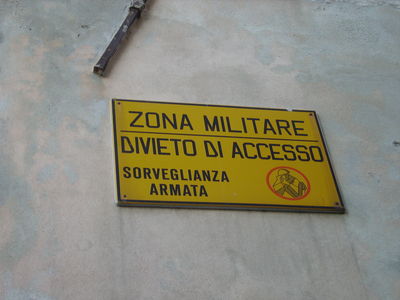 ZONA MILITARE
DIVIETO DI ACCESSO
SORVEGLIANZA
ARMATA